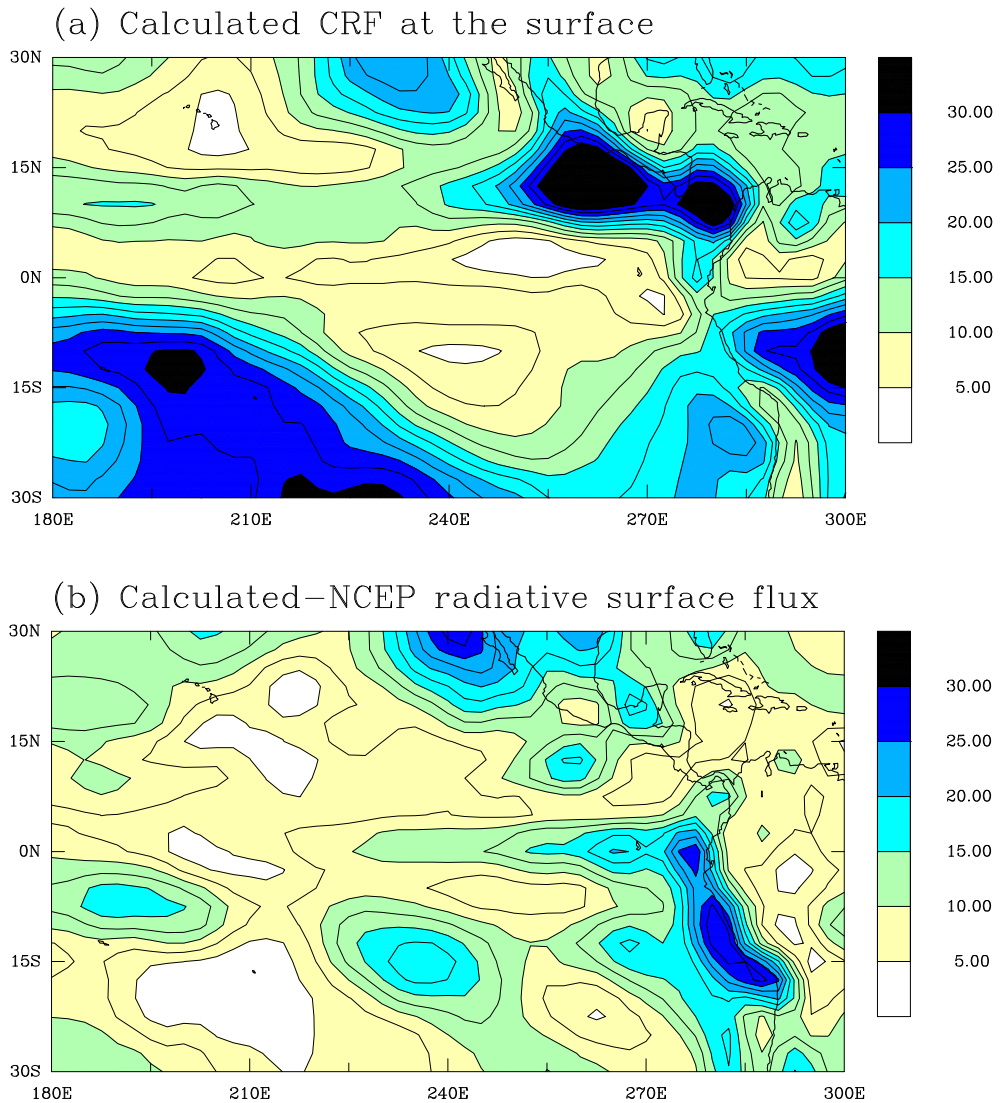 (a) Calculated CRF at the surface
30N
15N
0N
15S
30S
180E 210E 240E 270E 300E
30.00
25.00
20.00
15.00
10.00
5.00
(b) Calculated−NCEP radiative surface flux
30N
15N
0N
15S
30S
180E 210E 240E 270E 300E
30.00
25.00
20.00
15.00
10.00
5.00